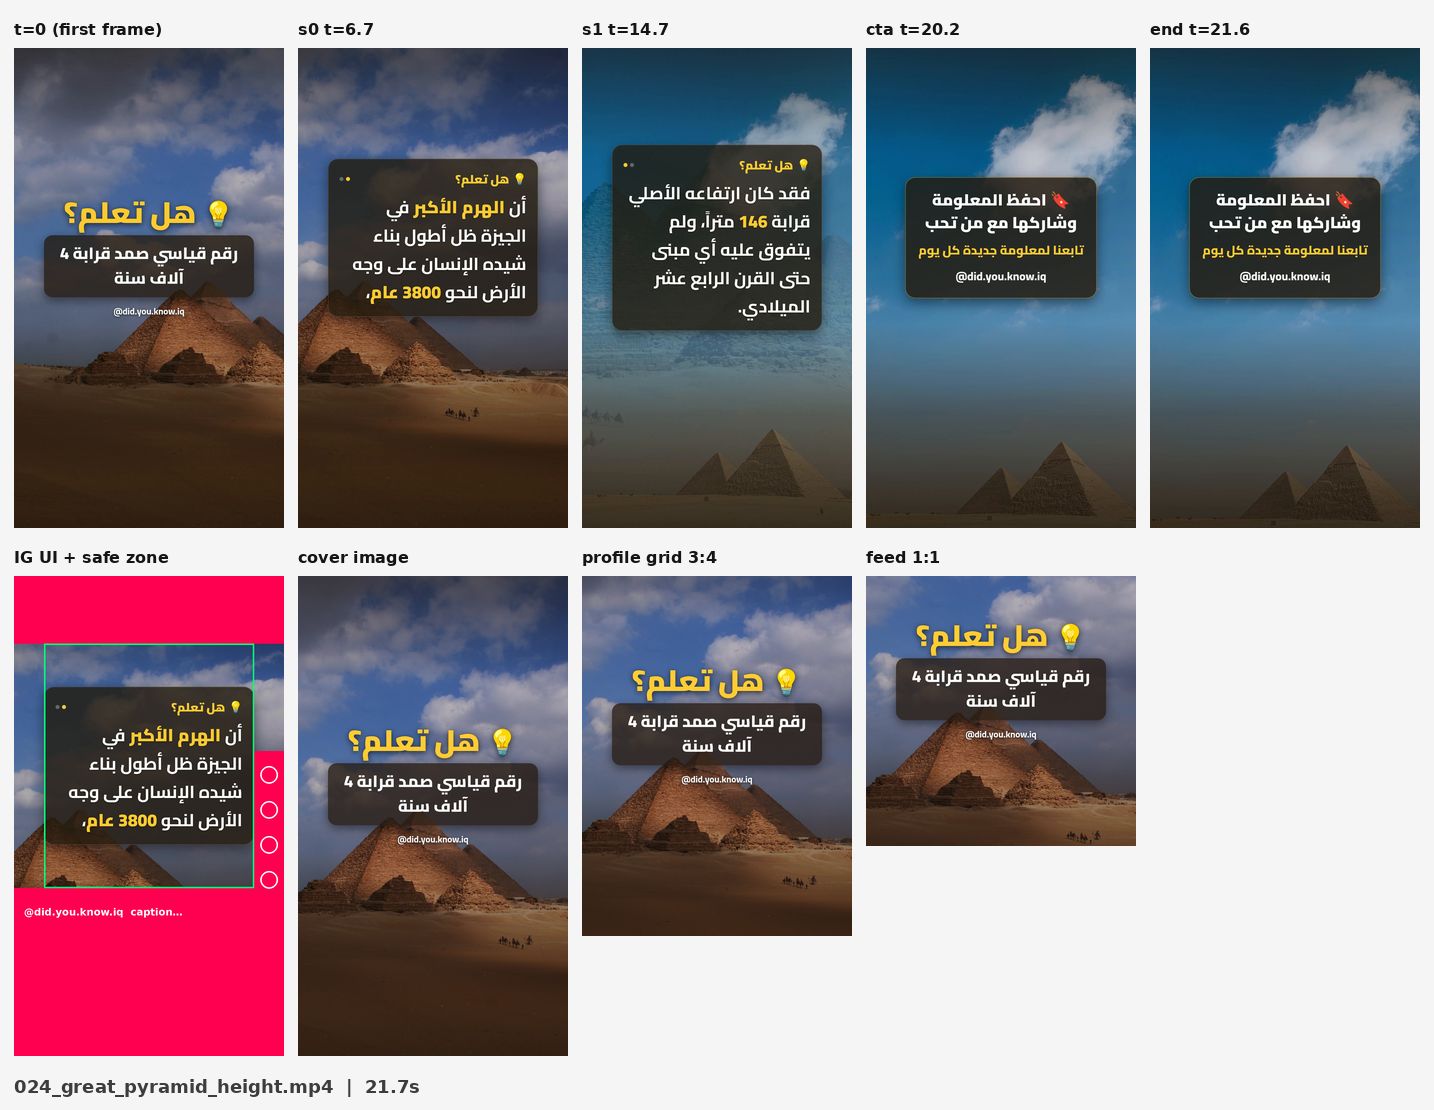 t=0 (first frame)
💡 هل تعلم؟
رقم قياسي صمد قرابة 4
آلاف سنة
@did.you.know.iq
s0 t=6.7
💡 هل تعلم؟
أن الهرم الأكبر في
الجيزة ظل أطول بناء
شيده الإنسان على وجه
الأرض لنحو 3800 عام،
s1 t=14.7
💡 هل تعلم؟
فقد كان ارتفاعه الأصلي
قرابة 146 متراً، ولم
يتفوق عليه أي مبنى
حتى القرن الرابع عشر
الميلادي.
cta t=20.2
🔖 احفظ المعلومة
وشاركها مع من تحب
تابعنا لمعلومة جديدة كل يوم
@did.you.know.iq
end t=21.6
🔖 احفظ المعلومة
وشاركها مع من تحب
تابعنا لمعلومة جديدة كل يوم
@did.you.know.iq
IG UI + safe zone
💡 هل تعلم؟
أن الهرم الأكبر في
الجيزة ظل أطول بناء
شيده الإنسان على وجه
الأرض لنحو 3800 عام،
@did.you.know.iq caption...
cover image
💡 هل تعلم؟
رقم قياسي صمد قرابة 4
آلاف سنة
@did.you.know.iq
profile grid 3:4
💡 هل تعلم؟
رقم قياسي صمد قرابة 4
آلاف سنة
@did.you.know.iq
feed 1:1
💡 هل تعلم؟
رقم قياسي صمد قرابة 4
آلاف سنة
@did.you.know.iq
024_great_pyramid_height.mp4 | 21.7s